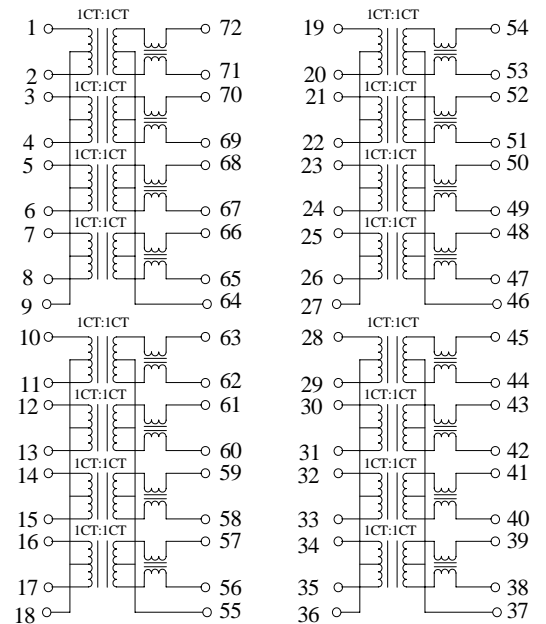 1CT:1CT
1 72
2 71
1CT:1CT
3 70
4 69
1CT:1CT
5 68
6 67
1CT:1CT
7 66
8 65
9 64
1CT:1CT
10 63
11 62
1CT:1CT
12 61
13 60
1CT:1CT
14 59
15 58
1CT:1CT
16 57
17 56
18 55
1CT:1CT
19 54
20 53
1CT:1CT
21 52
22 51
1CT:1CT
23 50
24 49
1CT:1CT
25 48
26 47
27 46
1CT:1CT
28 45
29 44
1CT:1CT
30 43
31 42
1CT:1CT
32 41
33 40
1CT:1CT
34 39
35 38
36 37